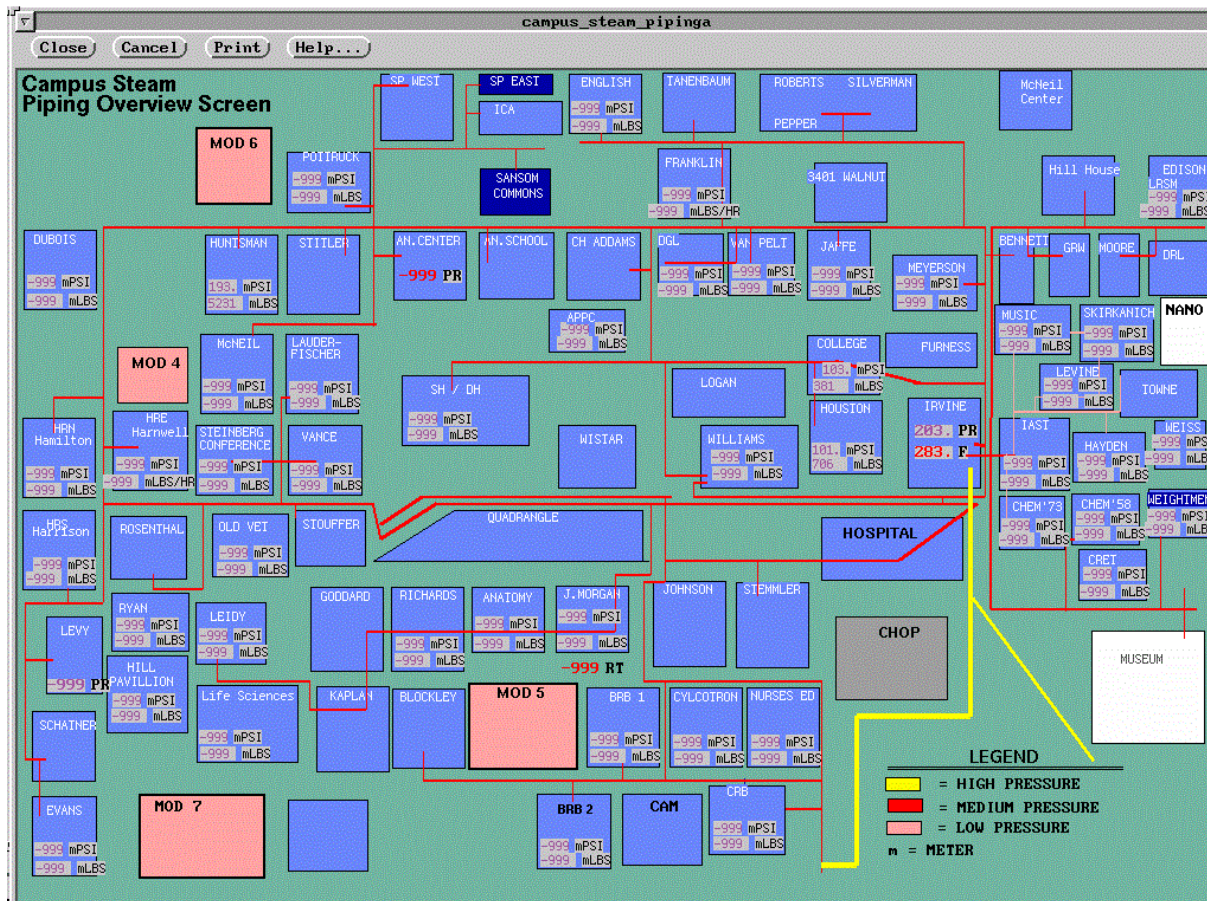 campus_steam_pipinga
Close Cancel Print Help...
Campus Steam
Piping Overview Screen
SP WEST
SP EAST
ICA
ENGLISH
-999 mPSI
-999 mLBS
TANENBAUM
ROBERTS SILVERMAN
PEPPER
McNeil
Center
MOD 6
POTTRUCK
-999 mPSI
-999 mLBS
SANSOM
COMMONS
FRANKLIN
-999 mPSI
-999 mLBS/HR
3401 WALNUT
Hill House
EDISON
LRSM
-999 mPSI
-999 mLBS
DUBOIS
-999 mPSI
-999 mLBS
HUNTSMAN
193. mPSI
5231 mLBS
STITLER
AN.CENTER
-999 PR
AN.SCHOOL
CH ADDAMS
DGL
-999 mPSI
-999 mLBS
VAN PELT
-999 mPSI
-999 mLBS
JAFFE
-999 mPSI
-999 mLBS
MEYERSON
-999 mPSI
-999 mLBS
BENNETT
GRW
MOORE
DRL
APPC
-999 mPSI
-999 mLBS
MUSIC
-999 mPSI
-999 mLBS
SKIRKANICH
-999 mPSI
-999 mLBS
NANO
MOD 4
McNEIL
-999 mPSI
-999 mLBS
LAUDER-
FISCHER
-999 mPSI
-999 mLBS
COLLEGE
103. mPSI
381 mLBS
FURNESS
LEVINE
-999 mPSI
-999 mLBS
TOWNE
SH / DH
-999 mPSI
-999 mLBS
LOGAN
HRN
Hamilton
-999 mPSI
-999 mLBS
HRE
Harnwell
-999 mPSI
-999 mLBS/HR
STEINBERG
CONFERENCE
-999 mPSI
-999 mLBS
VANCE
-999 mPSI
-999 mLBS
WISTAR
WILLIAMS
-999 mPSI
-999 mLBS
HOUSTON
101. mPSI
706 mLBS
IRVINE
203. PR
283. F
IAST
-999 mPSI
-999 mLBS
HAYDEN
-999 mPSI
-999 mLBS
WEISS
-999 mPSI
-999 mLBS
HRS
Harrison
-999 mPSI
-999 mLBS
ROSENTHAL
OLD VET
-999 mPSI
-999 mLBS
STOUFFER
QUADRANGLE
HOSPITAL
CHEM'73
-999 mPSI
-999 mLBS
CHEM'58
-999 mPSI
-999 mLBS
WEIGHTMEN
-999 mPSI
-999 mLBS
CRET
-999 mPSI
-999 mLBS
LEVY
-999 PR
RYAN
-999 mPSI
-999 mLBS
LEIDY
-999 mPSI
-999 mLBS
GODDARD
RICHARDS
-999 mPSI
-999 mLBS
ANATOMY
-999 mPSI
-999 mLBS
J.MORGAN
-999 mPSI
-999 mLBS
-999 RT
JOHNSON
STEMMLER
CHOP
MUSEUM
HILL
PAVILLION
-999 mPSI
-999 mLBS
Life Sciences
-999 mPSI
-999 mLBS
KAPLAN
BLOCKLEY
MOD 5
BRB 1
-999 mPSI
-999 mLBS
CYLCOTRON
-999 mPSI
-999 mLBS
NURSES ED
-999 mPSI
-999 mLBS
SCHATNER
EVANS
-999 mPSI
-999 mLBS
MOD 7
BRB 2
-999 mPSI
-999 mLBS
CAM
CRB
-999 mPSI
-999 mLBS
LEGEND
= HIGH PRESSURE
= MEDIUM PRESSURE
= LOW PRESSURE
m = METER